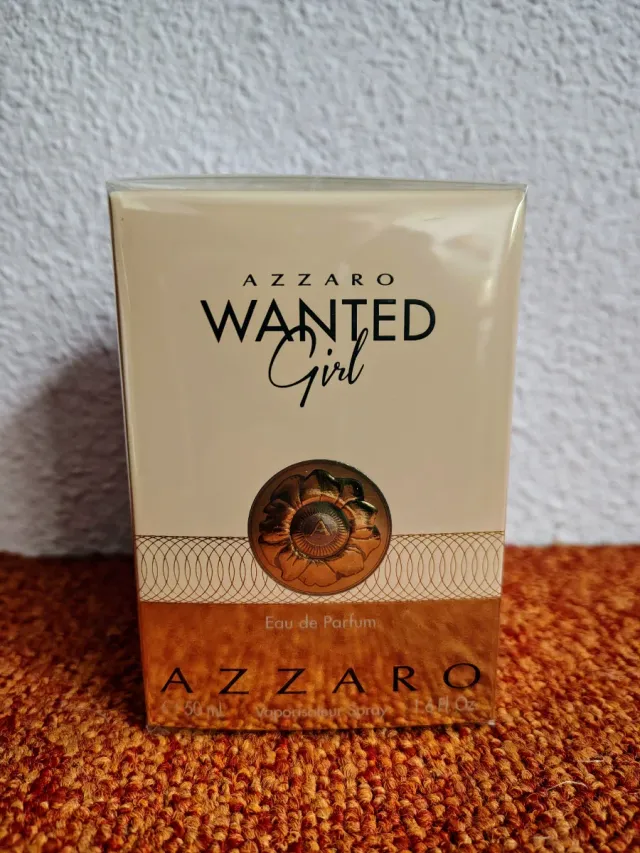 AZZARO
WANTED
Girl
A
Eau de Parfum
AZZARO
50 mL Vaporisateur Spray 1.6 Fl Oz